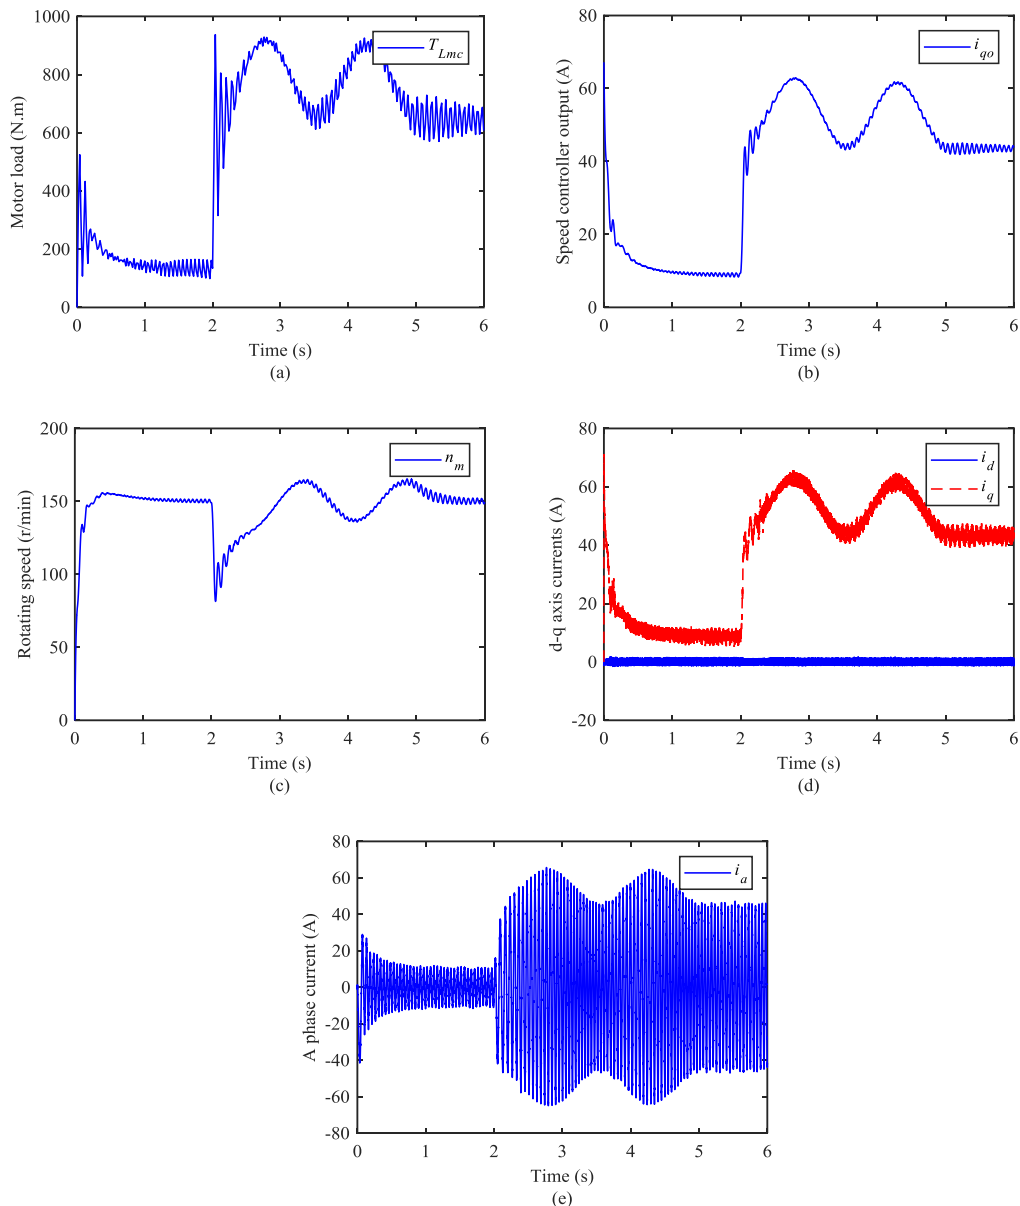 1000
800
600
400
200
0
0 1 2 3 4 5 6
Motor load (N.m)
T_Lmc
Time (s)
(a)
80
60
40
20
0
0 1 2 3 4 5 6
Speed controller output (A)
i_qo
Time (s)
(b)
200
150
100
50
0
0 1 2 3 4 5 6
Rotating speed (r/min)
n_m
Time (s)
(c)
80
60
40
20
0
-20
0 1 2 3 4 5 6
d-q axis currents (A)
i_d
i_q
Time (s)
(d)
80
60
40
20
0
-20
-40
-60
-80
0 1 2 3 4 5 6
A phase current (A)
i_a
Time (s)
(e)